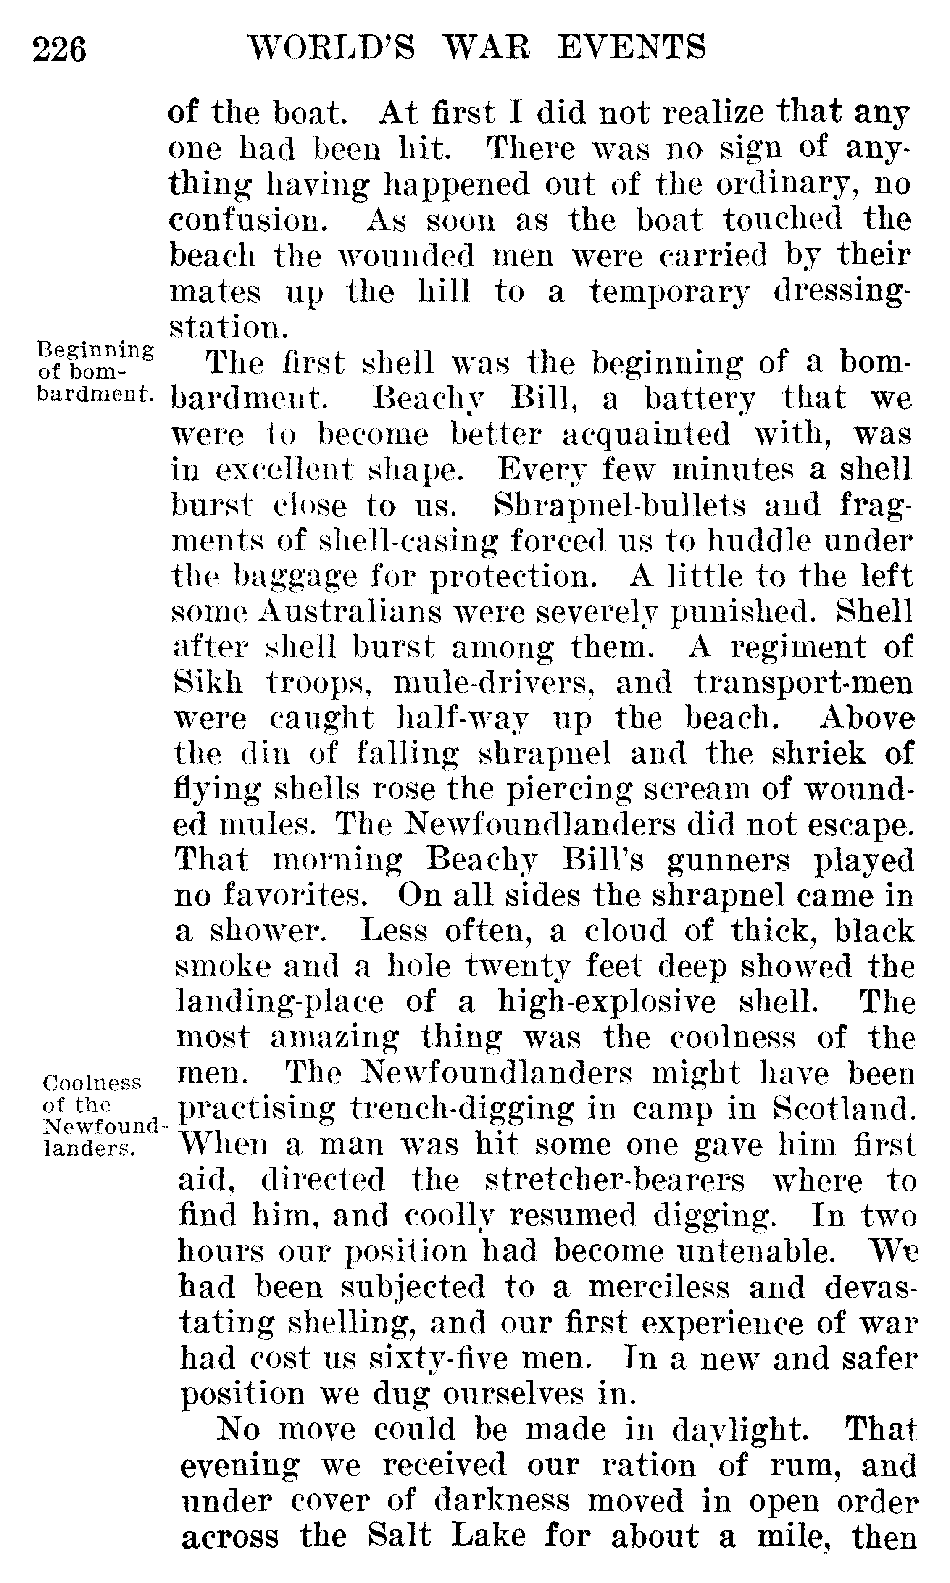 226 WORLD'S WAR EVENTS
of the boat. At first I did not realize that any
one had been hit. There was no sign of any-
thing having happened out of the ordinary, no
confusion. As soon as the boat touched the
beach the wounded men were carried by their
mates up the hill to a temporary dressing-
station.
Beginning
of bom-
bardment.
The first shell was the beginning of a bom-
bardment. Beachy Bill, a battery that we
were to become better acquainted with, was
in excellent shape. Every few minutes a shell
burst close to us. Shrapnel-bullets and frag-
ments of shell-casing forced us to huddle under
the baggage for protection. A little to the left
some Australians were severely punished. Shell
after shell burst among them. A regiment of
Sikh troops, mule-drivers, and transport-men
were caught half-way up the beach. Above
the din of falling shrapnel and the shriek of
flying shells rose the piercing scream of wound-
ed mules. The Newfoundlanders did not escape.
That morning Beachy Bill's gunners played
no favorites. On all sides the shrapnel came in
a shower. Less often, a cloud of thick, black
smoke and a hole twenty feet deep showed the
landing-place of a high-explosive shell. The
most amazing thing was the coolness of the
Coolness
of the
Newfound-
landers.
men. The Newfoundlanders might have been
practising trench-digging in camp in Scotland.
When a man was hit some one gave him first
aid, directed the stretcher-bearers where to
find him, and coolly resumed digging. In two
hours our position had become untenable. We
had been subjected to a merciless and devas-
tating shelling, and our first experience of war
had cost us sixty-five men. In a new and safer
position we dug ourselves in.
No move could be made in daylight. That
evening we received our ration of rum, and
under cover of darkness moved in open order
across the Salt Lake for about a mile, then